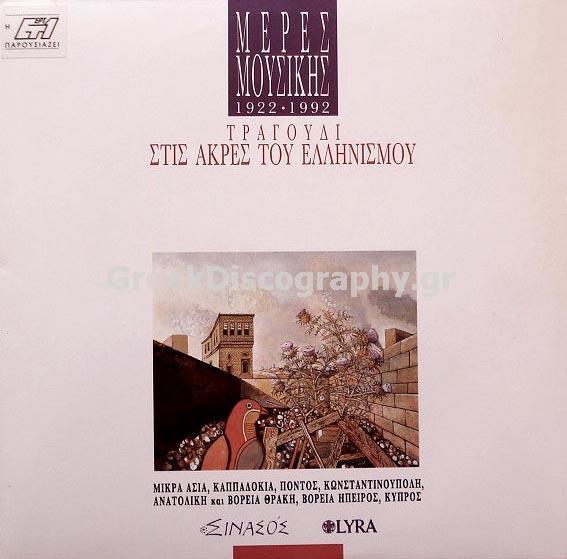 Η
ΕΡΤ
ΠΑΡΟΥΣΙΑΖΕΙ
ΜΕΡΕΣ
ΜΟΥΣΙΚΗΣ
1922·1992
ΤΡΑΓΟΥΔΙ
ΣΤΙΣ ΑΚΡΕΣ ΤΟΥ ΕΛΛΗΝΙΣΜΟΥ
GreekDiscography.gr
ΜΙΚΡΑ ΑΣΙΑ, ΚΑΠΠΑΔΟΚΙΑ, ΠΟΝΤΟΣ, ΚΩΝΣΤΑΝΤΙΝΟΥΠΟΛΗ,
ΑΝΑΤΟΛΙΚΗ και ΒΟΡΕΙΑ ΘΡΑΚΗ, ΒΟΡΕΙΑ ΗΠΕΙΡΟΣ, ΚΥΠΡΟΣ
ΣΙΝΑΣΟΣ LYRA